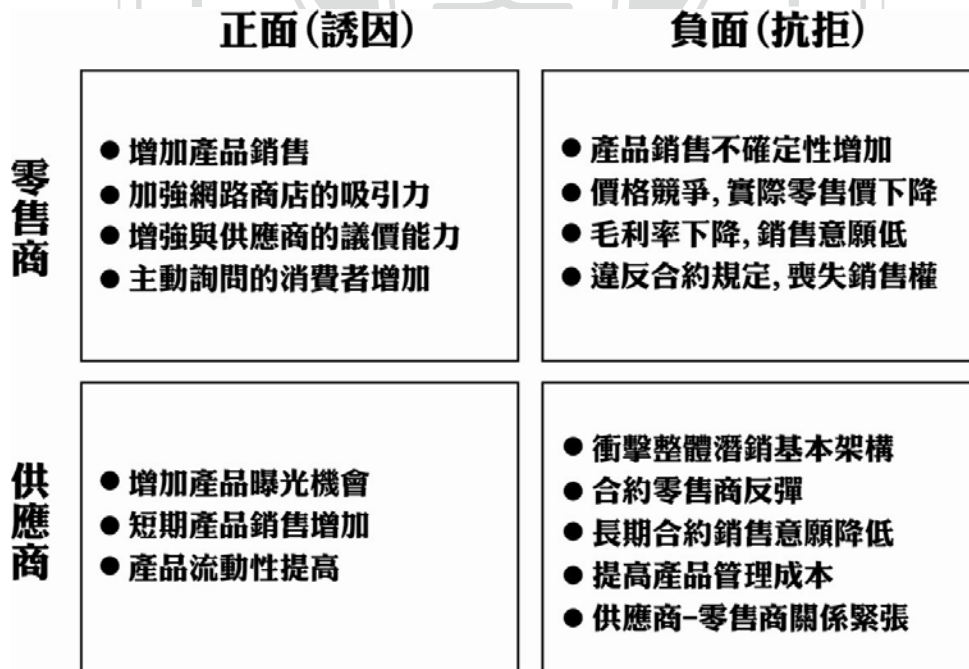 正面(誘因)
負面(抗拒)
零售商
● 增加產品銷售
● 加強網路商店的吸引力
● 增強與供應商的議價能力
● 主動詢問的消費者增加
● 產品銷售不確定性增加
● 價格競爭, 實際零售價下降
● 毛利率下降, 銷售意願低
● 違反合約規定, 喪失銷售權
供應商
● 增加產品曝光機會
● 短期產品銷售增加
● 產品流動性提高
● 衝擊整體潛銷基本架構
● 合約零售商反彈
● 長期合約銷售意願降低
● 提高產品管理成本
● 供應商-零售商關係緊張